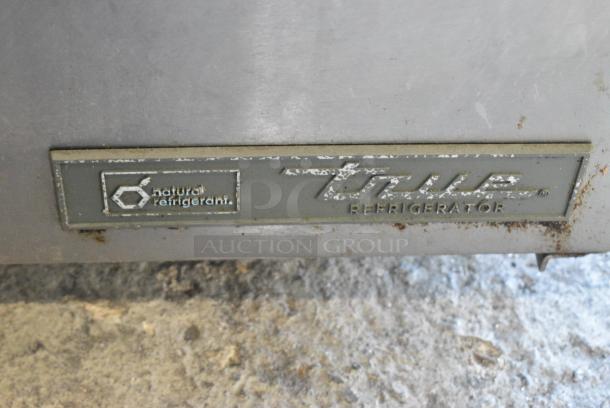 natural
refrigerant.
true®
REFRIGERATOR
AUCTION GROUP